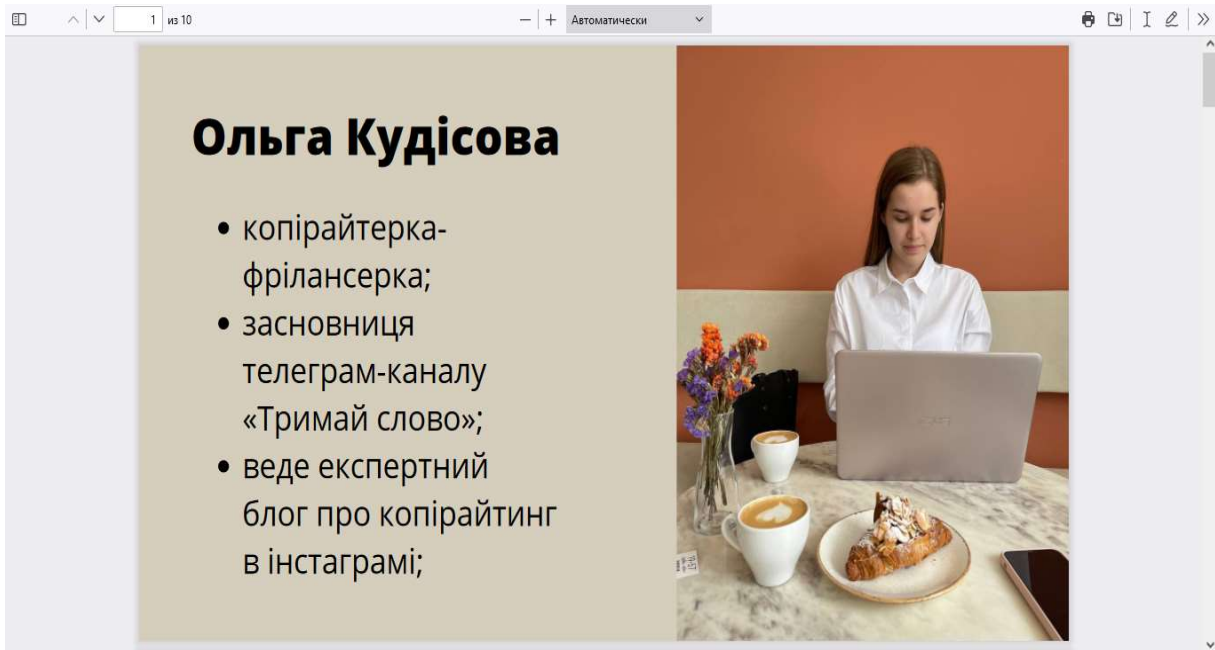 1 из 10
Автоматически
Ольга Кудісова
• копірайтерка-
фрілансерка;
• засновниця
телеграм-каналу
«Тримай слово»;
• веде експертний
блог про копірайтинг
в інстаграмі;